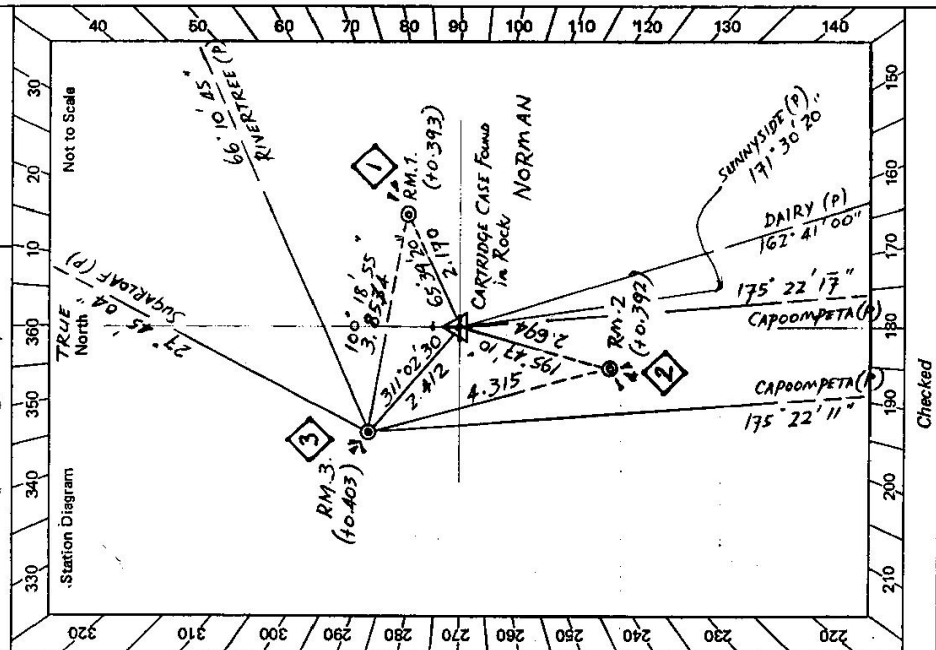 30 20 10 360 350 340 330
40 50 60 70 80 90 100 110 120 130 140
150 160 170 180 190 200 210
320 310 300 290 280 270 260 250 240 230 220
Station Diagram
TRUE
North
Not to Scale
27° 45' 04"
SUGARLOAF (P)
66° 10' 45"
RIVERTREE (P)
1
RM.1.
(+0.393)
100° 18' 55"
65° 39' 20"
2.170
3
RM.3.
(+0.403)
311° 02' 30"
2.412
CARTRIDGE CASE FOUND
in Rock
NORMAN
195° 47' 10"
2.694
4.315
Rm.2
(+0.392)
2
SUNNYSIDE (P)
171° 30' 20"
DAIRY (P)
162° 41' 00"
175° 22' 17"
CAPOOMPETA (P)
CAPOOMPETA (P)
175° 22' 11"
Checked